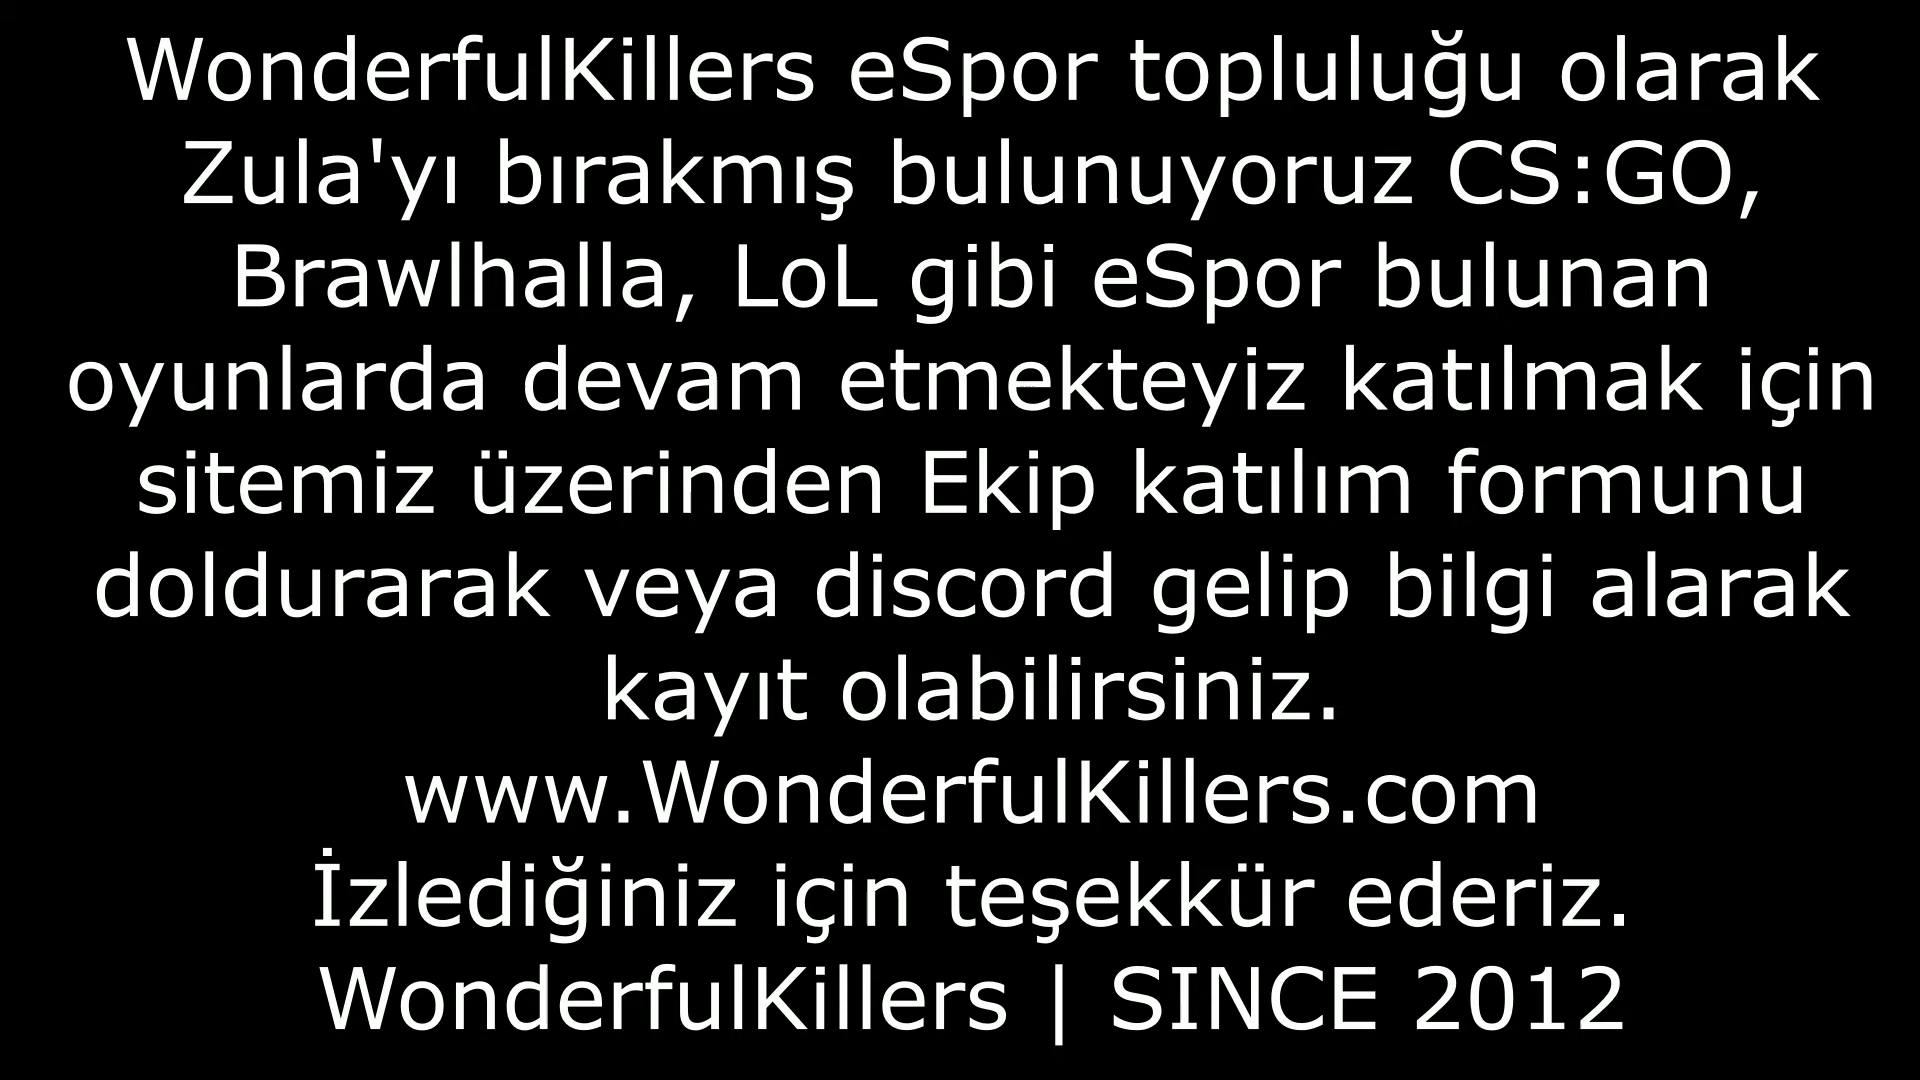 WonderfulKillers eSpor topluluğu olarak
Zula'yı bırakmış bulunuyoruz CS:GO,
Brawlhalla, LoL gibi eSpor bulunan
oyunlarda devam etmekteyiz katılmak için
sitemiz üzerinden Ekip katılım formunu
doldurarak veya discord gelip bilgi alarak
kayıt olabilirsiniz.
www.WonderfulKillers.com
İzlediğiniz için teşekkür ederiz.
WonderfulKillers | SINCE 2012